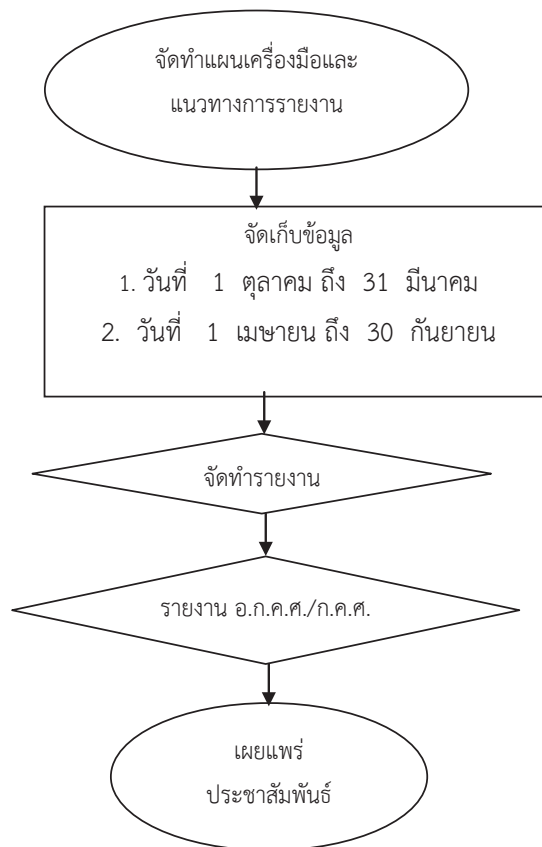 จัดทำแผนเครื่องมือและ
แนวทางการรายงาน
จัดเก็บข้อมูล
1. วันที่ 1 ตุลาคม ถึง 31 มีนาคม
2. วันที่ 1 เมษายน ถึง 30 กันยายน
จัดทำรายงาน
รายงาน อ.ก.ค.ศ./ก.ค.ศ.
เผยแพร่
ประชาสัมพันธ์